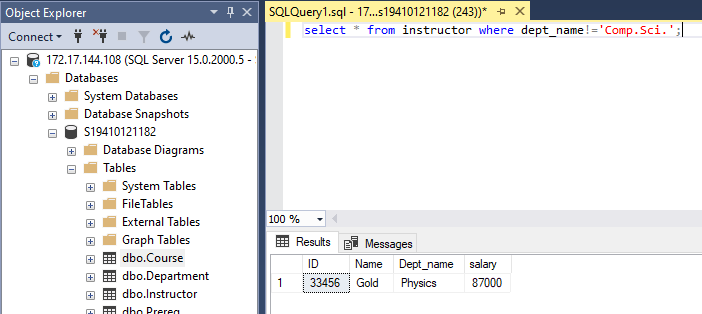 Object Explorer
Connect
172.17.144.108 (SQL Server 15.0.2000.5 -
Databases
System Databases
Database Snapshots
S19410121182
Database Diagrams
Tables
System Tables
FileTables
External Tables
Graph Tables
dbo.Course
dbo.Department
dbo.Instructor
dbo.Prereq
SQLQuery1.sql - 17...s19410121182 (243))*
select * from instructor where dept_name!='Comp.Sci.';
100 %
Results Messages
ID Name Dept_name salary
1 33456 Gold Physics 87000